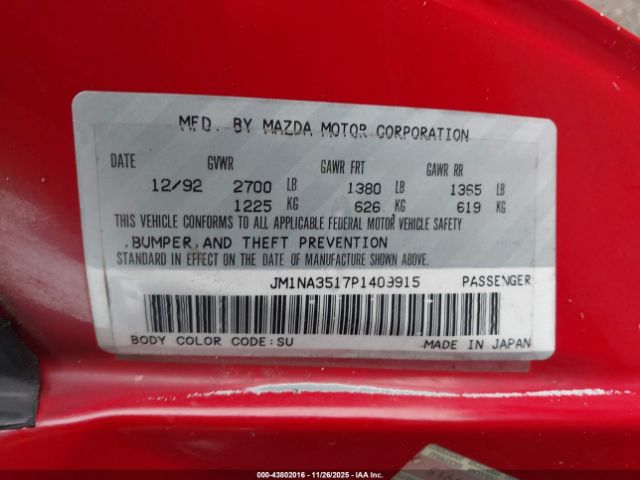 MFD. BY MAZDA MOTOR CORPORATION
DATE GVWR GAWR FRT GAWR RR
12/92 2700 LB 1380 LB 1365 LB
1225 KG 626 KG 619 KG
THIS VEHICLE CONFORMS TO ALL APPLICABLE FEDERAL MOTOR VEHICLE SAFETY
,BUMPER,AND THEFT PREVENTION
STANDARD IN EFFECT ON THE DATE OF MANUFACTURE SHOWN ABOVE.
JM1NA3517P1409915 PASSENGER
BODY COLOR CODE:SU MADE IN JAPAN
000-43802016 - 11/26/2025 - IAAI.COM